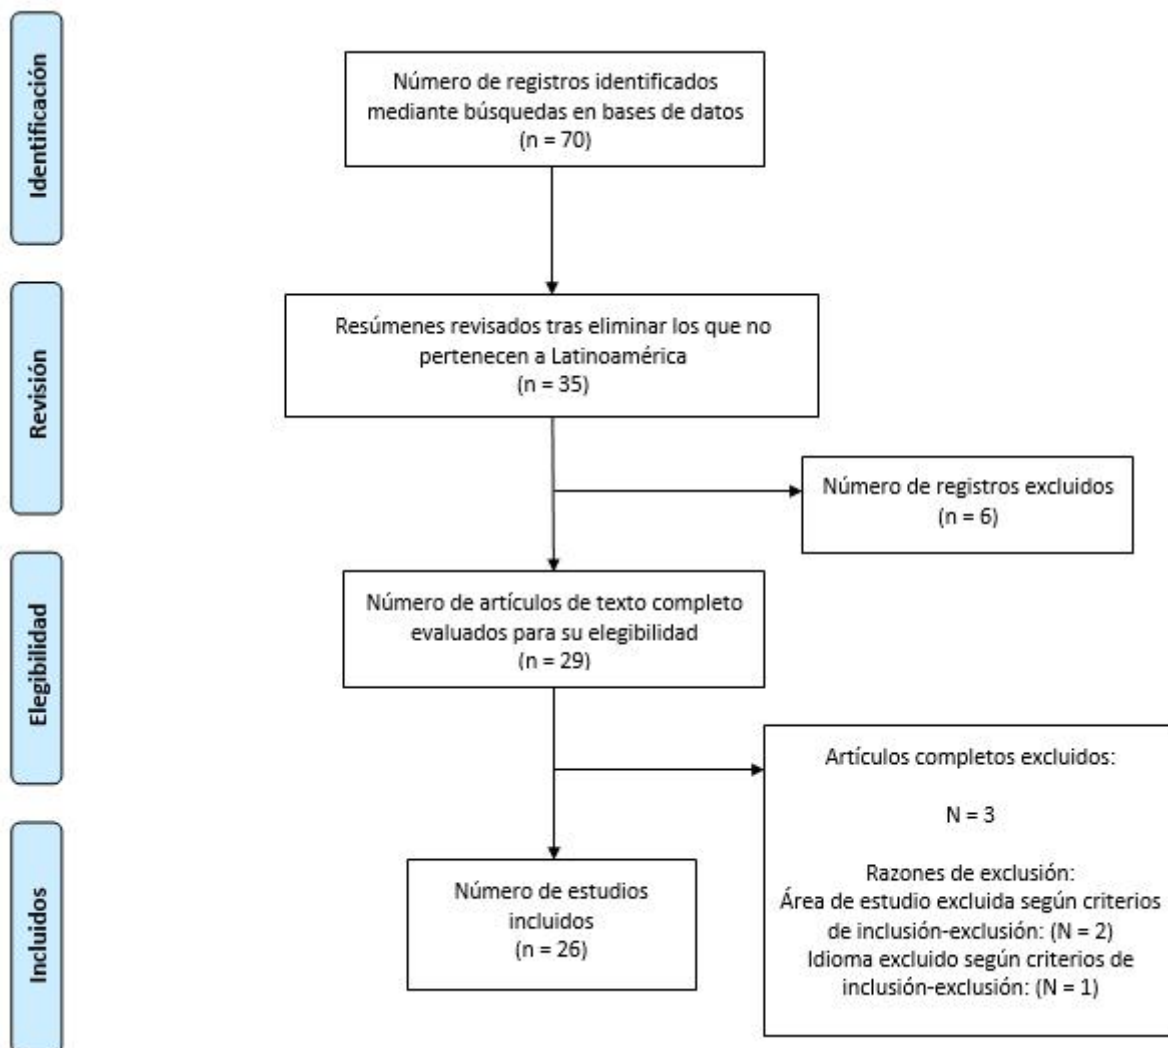 Identificación
Número de registros identificados
mediante búsquedas en bases de datos
(n = 70)
Revisión
Resúmenes revisados tras eliminar los que no
pertenecen a Latinoamérica
(n = 35)
Número de registros excluidos
(n = 6)
Elegibilidad
Número de artículos de texto completo
evaluados para su elegibilidad
(n = 29)
Artículos completos excluidos:
N = 3
Razones de exclusión:
Área de estudio excluida según criterios
de inclusión-exclusión: (N = 2)
Idioma excluido según criterios de
inclusión-exclusión: (N = 1)
Incluidos
Número de estudios
incluidos
(n = 26)